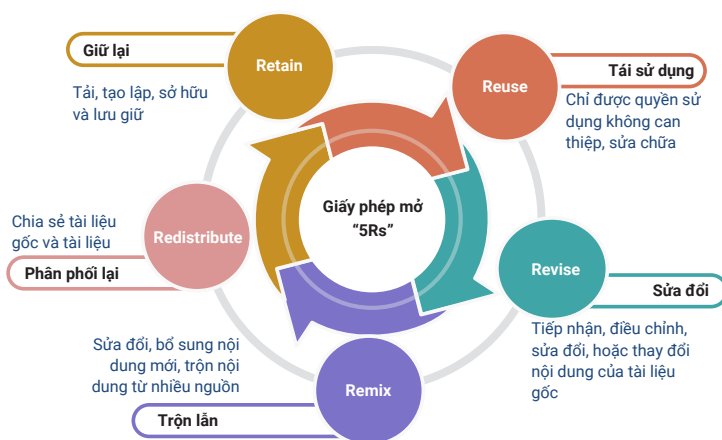 Giữ lại
Retain
Tải, tạo lập, sở hữu
và lưu giữ
Reuse
Tái sử dụng
Chỉ được quyền sử
dụng không can
thiệp, sửa chữa
Giấy phép mở
“5Rs”
Chia sẻ tài liệu
gốc và tài liệu
Redistribute
Phân phối lại
Revise
Sửa đổi
Tiếp nhận, điều chỉnh,
sửa đổi, hoặc thay đổi
nội dung của tài liệu
gốc
Sửa đổi, bổ sung nội
dung mới, trộn nội
dung từ nhiều nguồn
Remix
Trộn lẫn